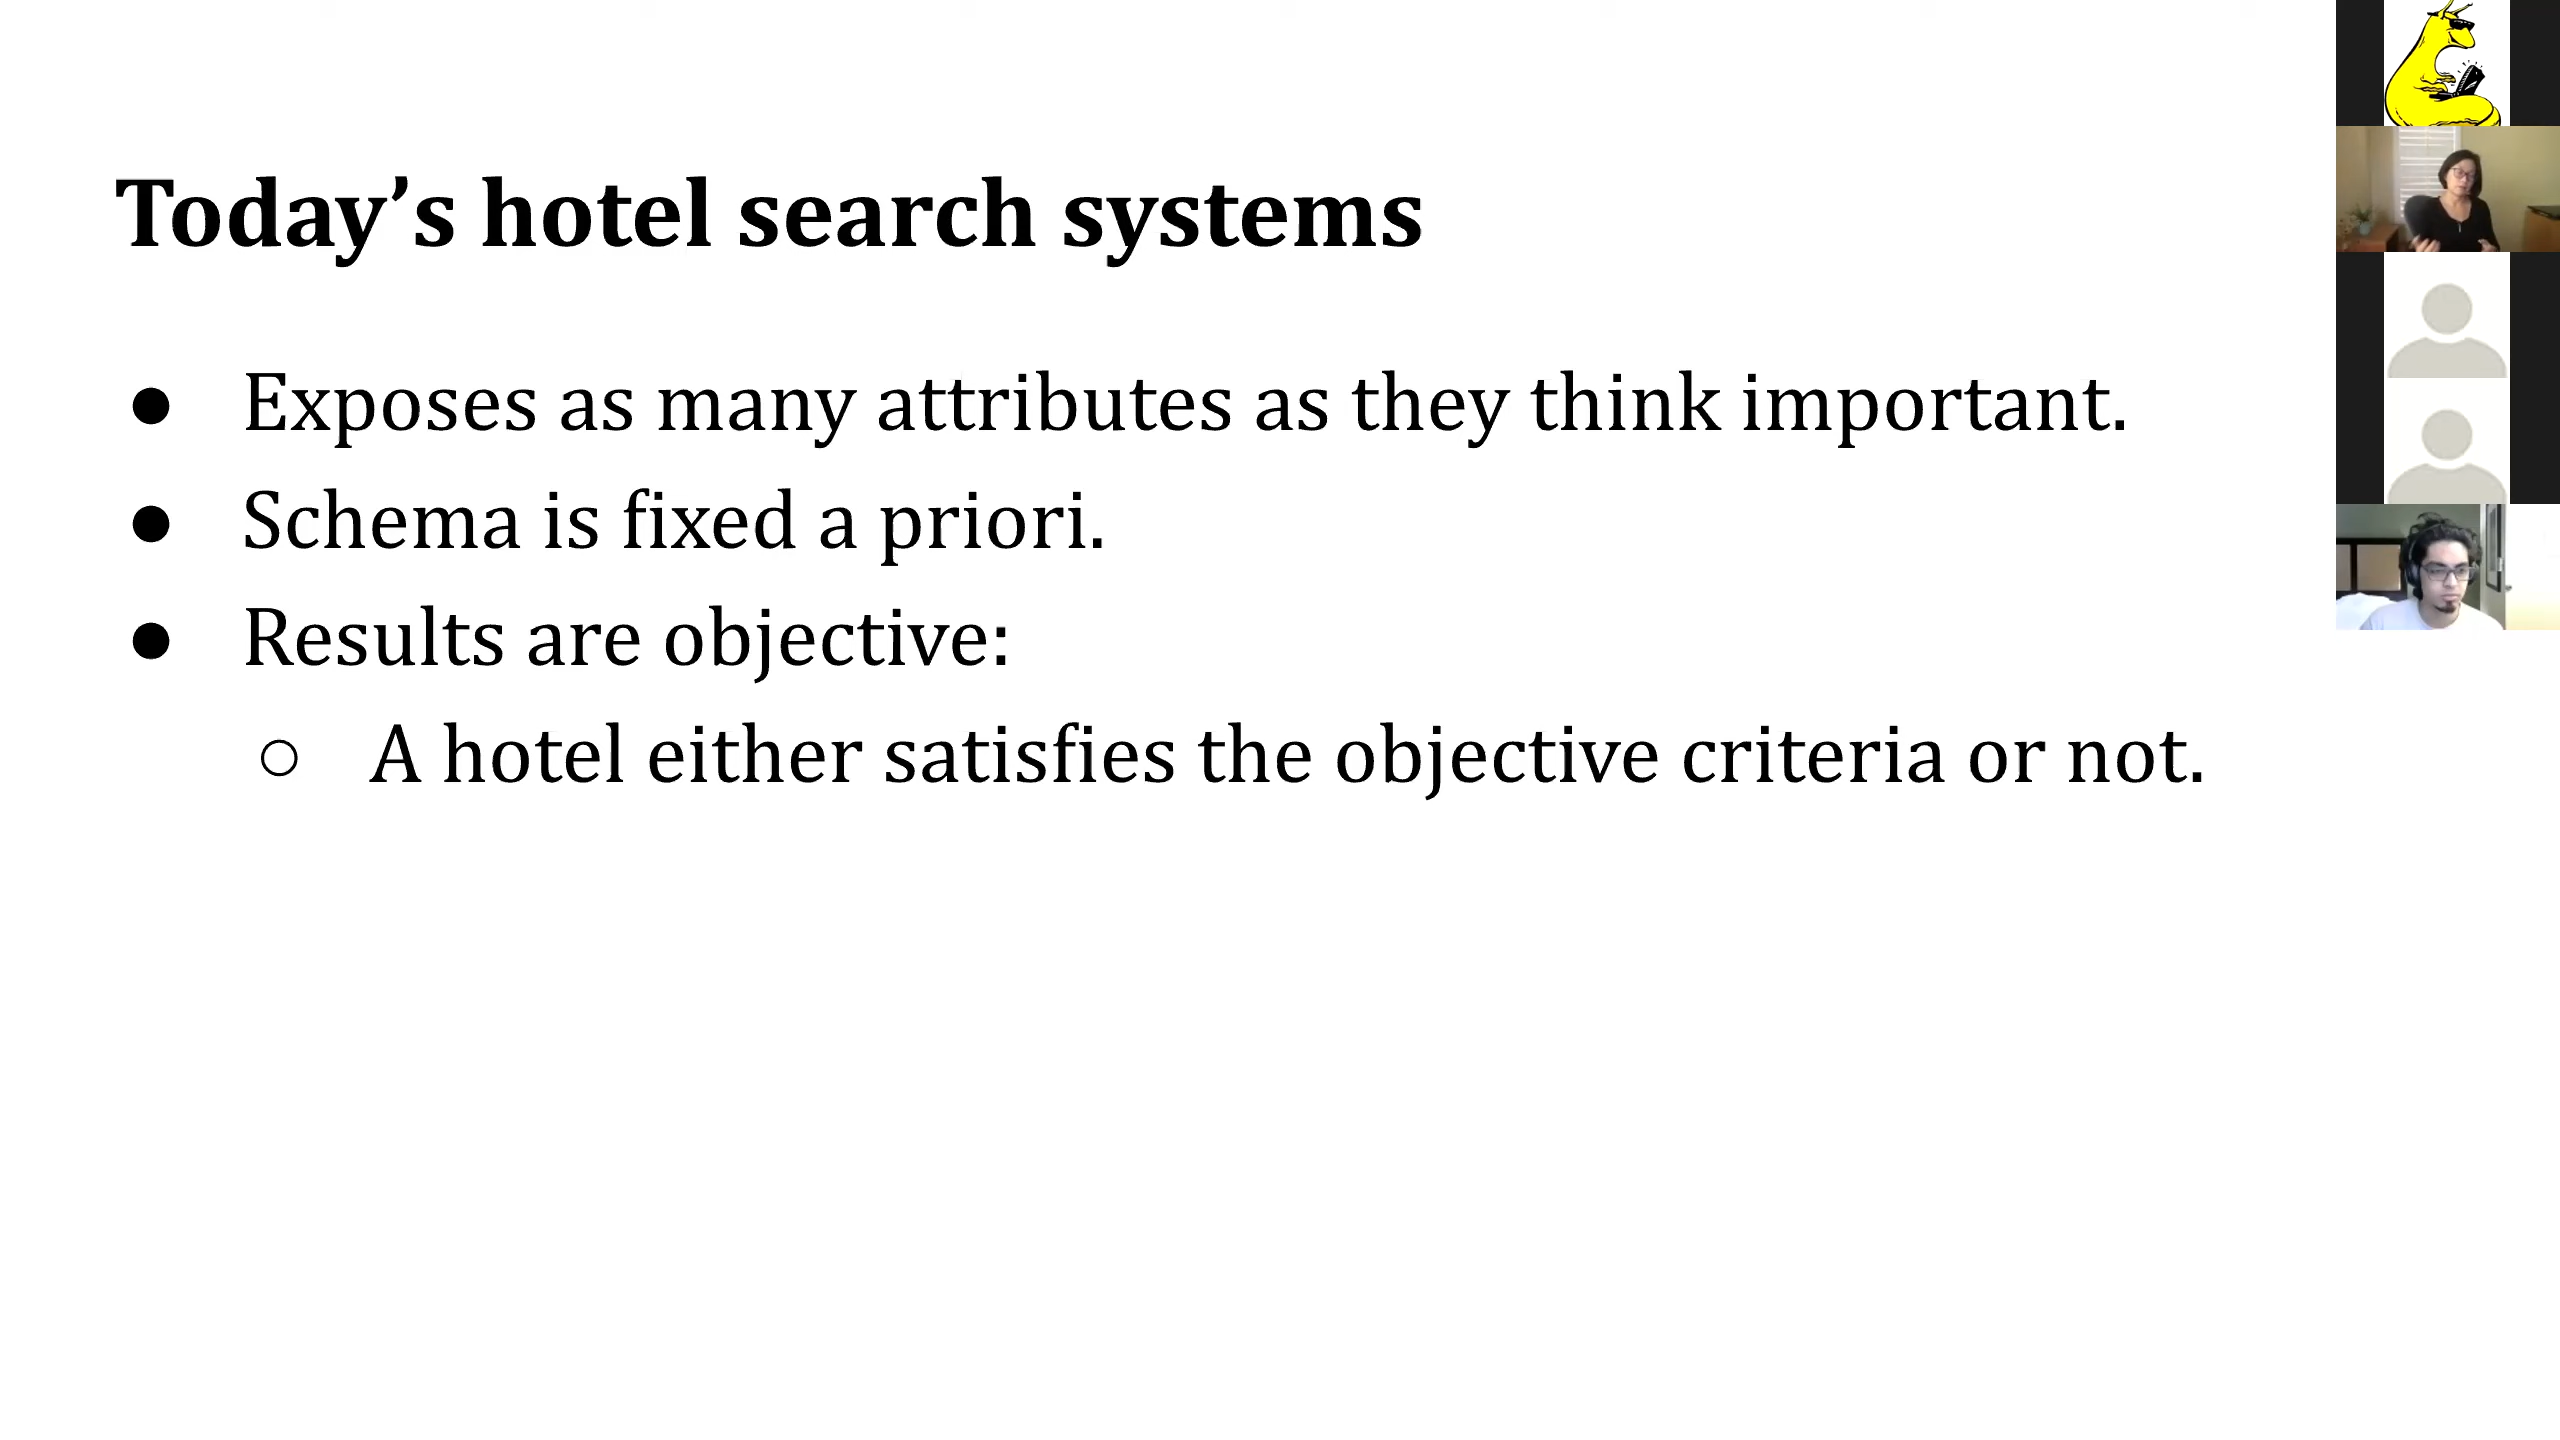 Today’s hotel search systems
● Exposes as many attributes as they think important.
● Schema is fixed a priori.
● Results are objective:
○ A hotel either satisfies the objective criteria or not.